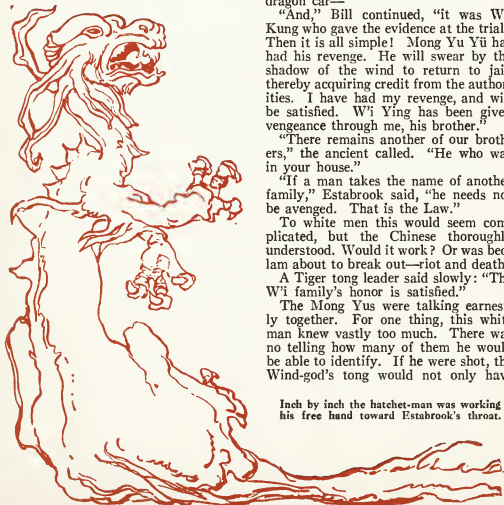 dragon car—
"And," Bill continued, "it was W
Kung who gave the evidence at the trial
Then it is all simple! Mong Yu Yü ha
had his revenge. He will swear by th
shadow of the wind to return to jai
thereby acquiring credit from the author
ities. I have had my revenge, and wi
be satisfied. W'i Ying has been give
vengeance through me, his brother."
"There remains another of our broth
ers," the ancient called. "He who wa
in your house."
"If a man takes the name of anothe
family," Estabrook said, "he needs no
be avenged. That is the Law."
To white men this would seem com
plicated, but the Chinese thoroughl
understood. Would it work? Or was bed
lam about to break out—riot and death
A Tiger tong leader said slowly: "Th
W'i family's honor is satisfied."
The Mong Yus were talking earnest
ly together. For one thing, this whit
man knew vastly too much. There wa
no telling how many of them he woul
be able to identify. If he were shot, th
Wind-god's tong would not only hav
Inch by inch the hatchet-man was working
his free hand toward Estabrook's throat.